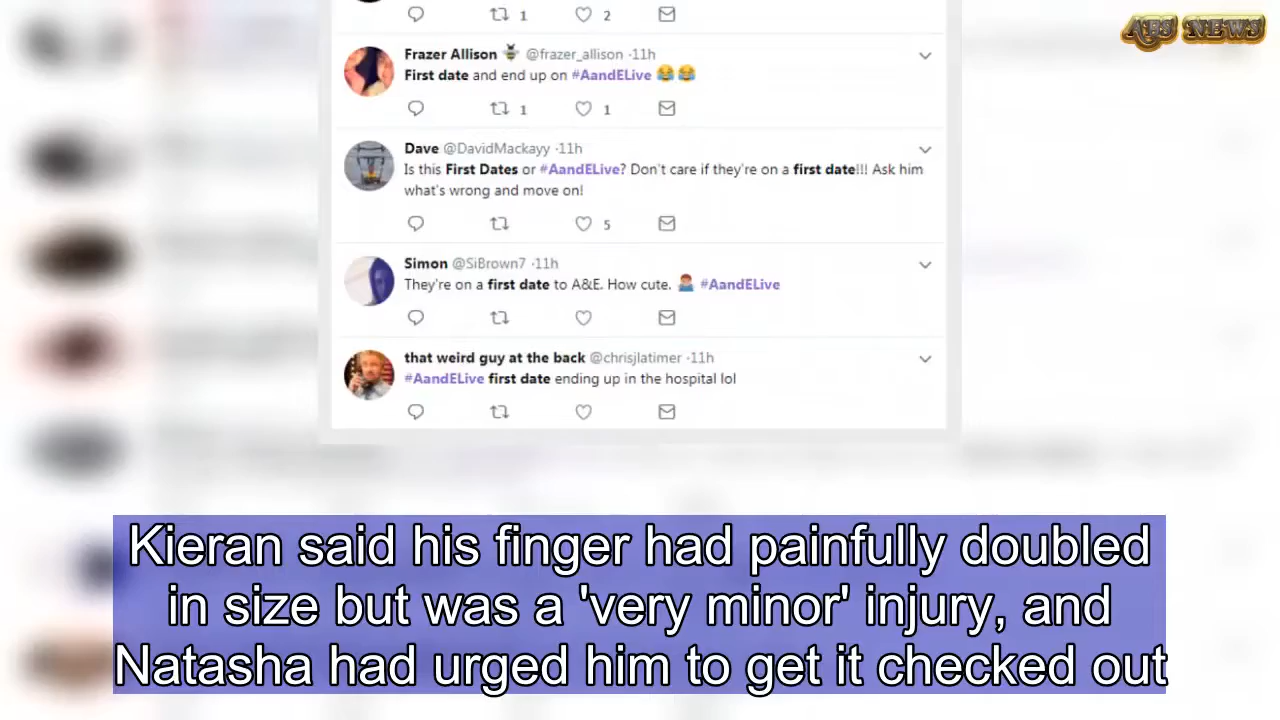 AFS NEWS
1 2
Frazer Allison @frazer_allison ·11h
First date and end up on #AandELive 😂😂
1 1
Dave @DavidMackayy ·11h
Is this First Dates or #AandELive? Don't care if they're on a first date!!! Ask him
what's wrong and move on!
5
Simon @SiBrown7 ·11h
They're on a first date to A&E. How cute. #AandELive
that weird guy at the back @chrisjlatimer ·11h
#AandELive first date ending up in the hospital lol
Kieran said his finger had painfully doubled
in size but was a 'very minor' injury, and
Natasha had urged him to get it checked out